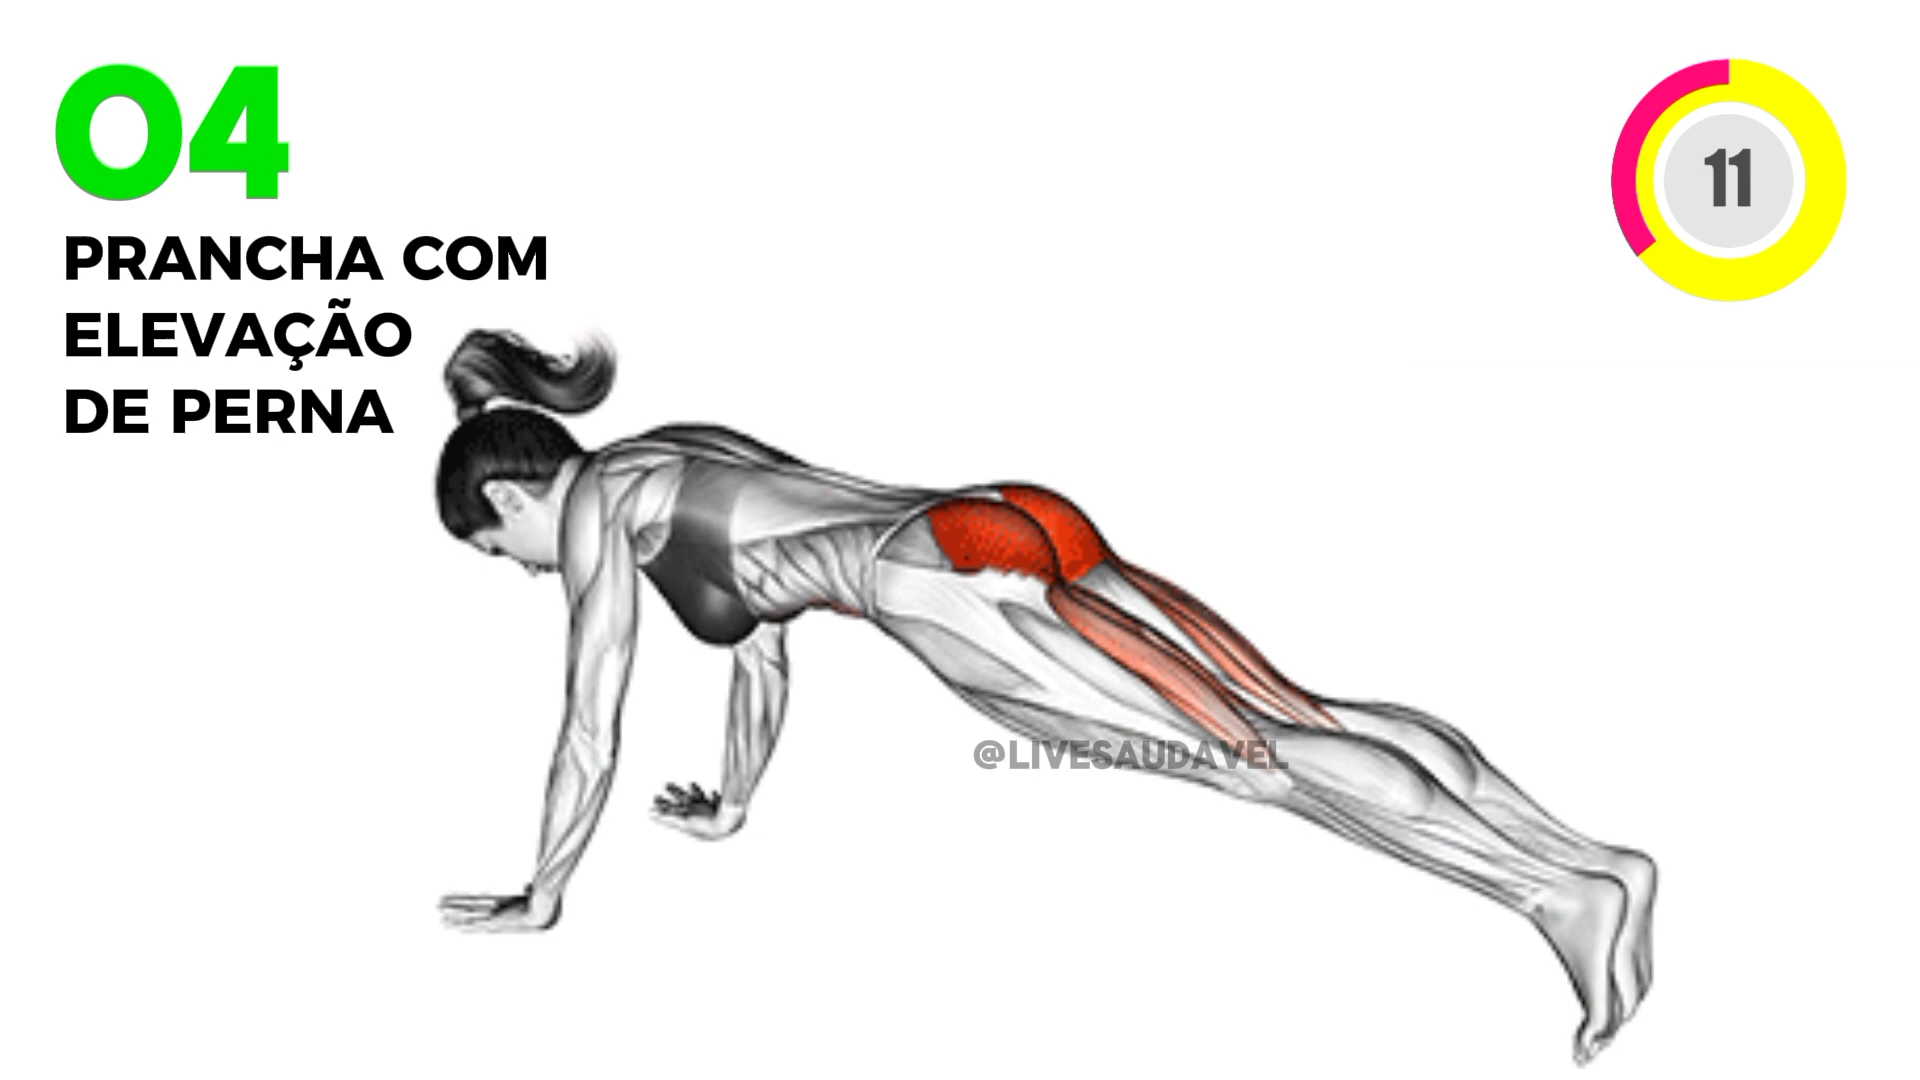 04
11
PRANCHA COM
ELEVAÇÃO
DE PERNA
@LIVESAUDAVEL